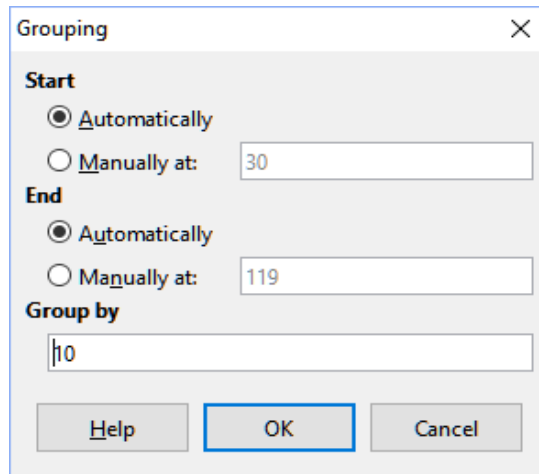 Grouping
Start
Automatically
Manually at: 30
End
Automatically
Manually at: 119
Group by
10
Help OK Cancel